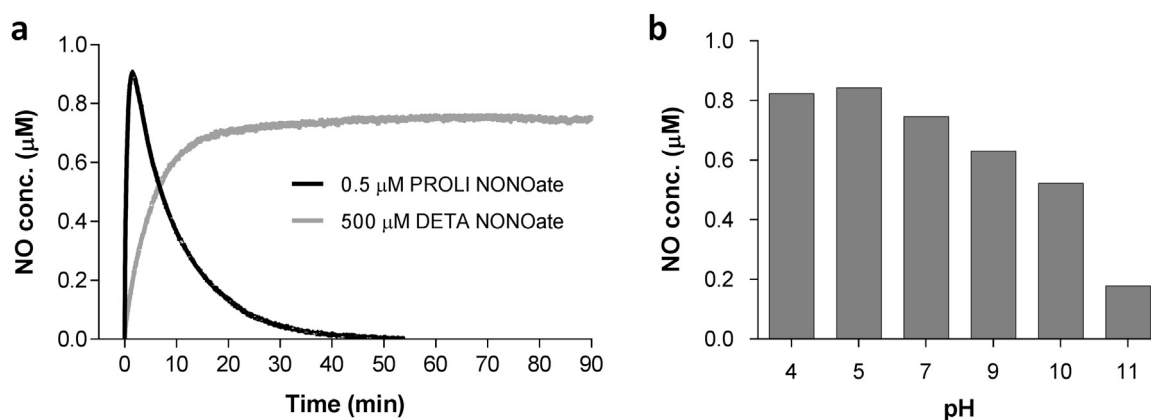 a
1.0
0.8
0.6
0.4
0.2
0.0
NO conc. (μM)
0.5 μM PROLI NONOate
500 μM DETA NONOate
0 10 20 30 40 50 60 70 80 90
Time (min)
b
1.0
0.8
0.6
0.4
0.2
0.0
NO conc. (μM)
4 5 7 9 10 11
pH